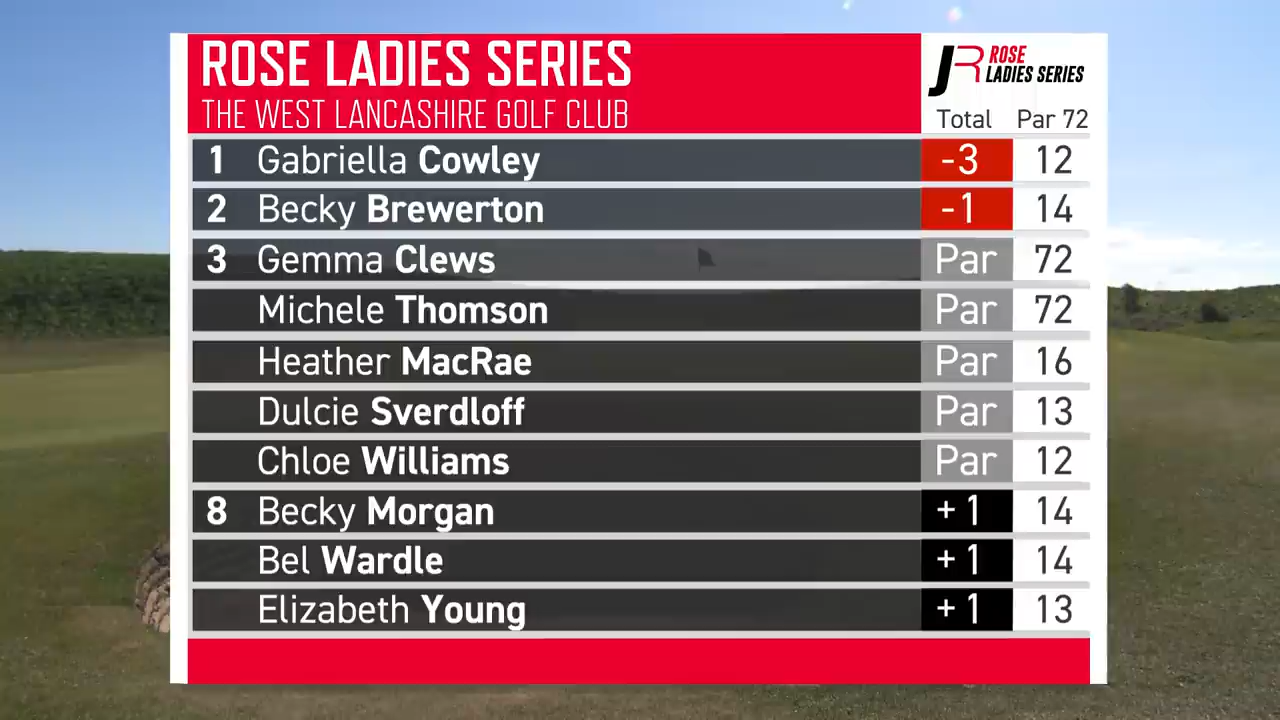 ROSE LADIES SERIES
THE WEST LANCASHIRE GOLF CLUB
JR ROSE
LADIES SERIES
Total Par 72
1 Gabriella Cowley -3 12
2 Becky Brewerton -1 14
3 Gemma Clews Par 72
Michele Thomson Par 72
Heather MacRae Par 16
Dulcie Sverdloff Par 13
Chloe Williams Par 12
8 Becky Morgan +1 14
Bel Wardle +1 14
Elizabeth Young +1 13